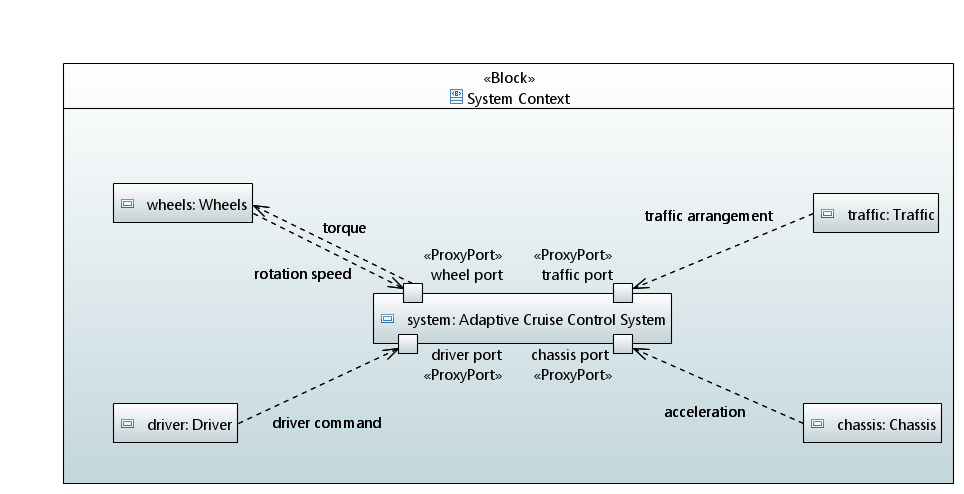 «Block»
System Context
wheels: Wheels
traffic arrangement
traffic: Traffic
torque
«ProxyPort»
wheel port
«ProxyPort»
traffic port
rotation speed
system: Adaptive Cruise Control System
driver port
«ProxyPort»
chassis port
«ProxyPort»
driver: Driver
driver command
acceleration
chassis: Chassis